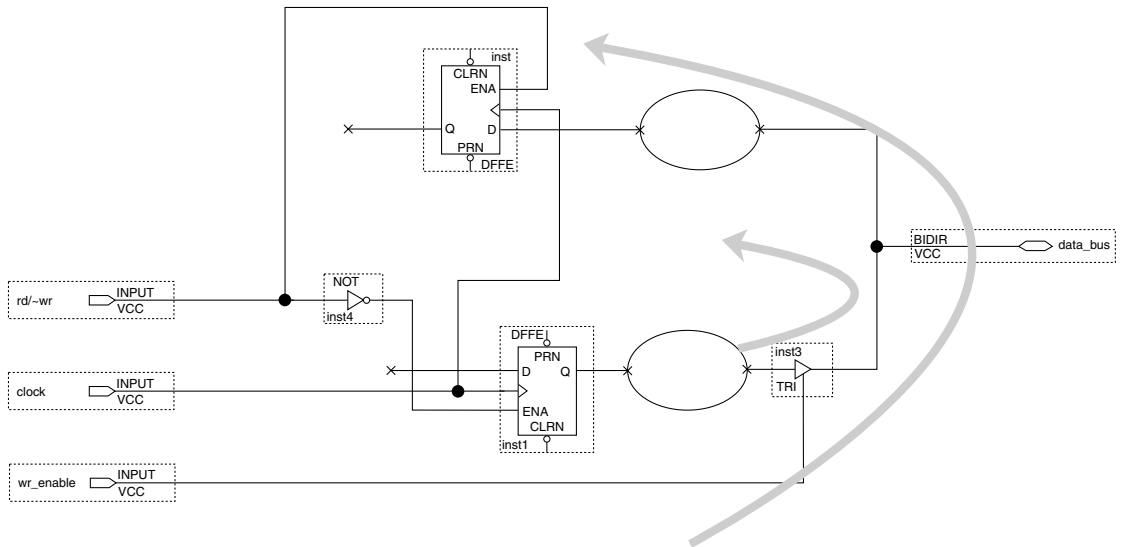 inst
CLRN
ENA
Q
D
PRN
DFFE
BIDIR
VCC
data_bus
rd/~wr
INPUT
VCC
NOT
inst4
DFFE
PRN
D
Q
ENA
CLRN
inst1
inst3
TRI
clock
INPUT
VCC
wr_enable
INPUT
VCC